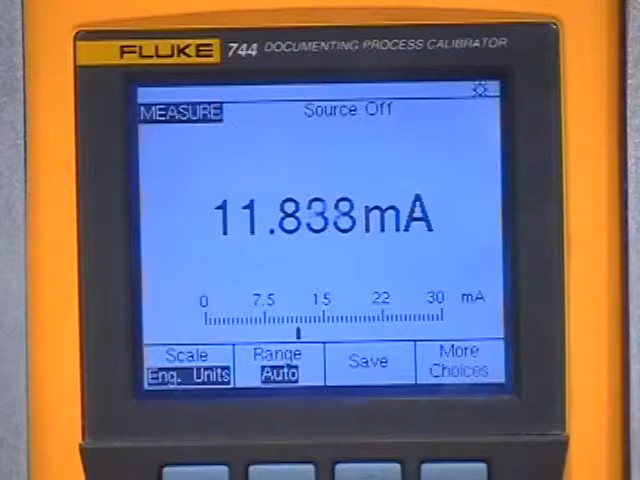 FLUKE 744 DOCUMENTING PROCESS CALIBRATOR
MEASURE Source Off
11.838mA
0 7.5 15 22 30 mA
Scale Range Save More
Eng. Units Auto Choices